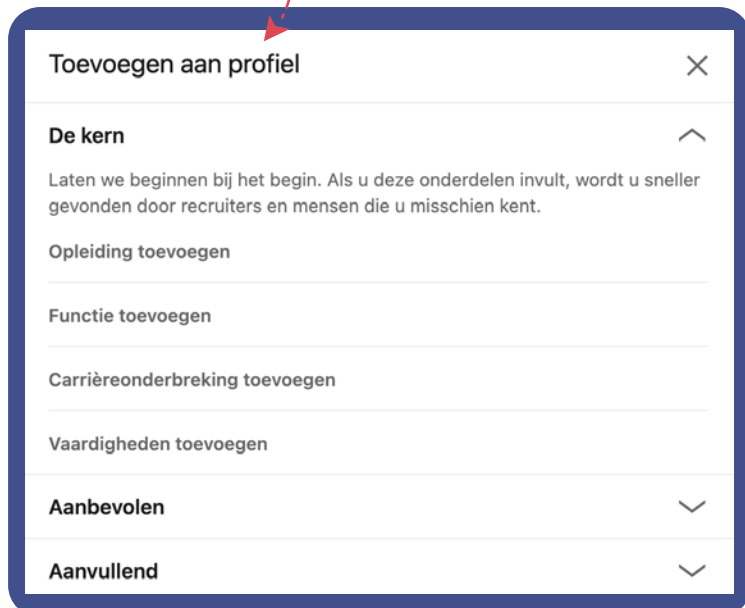 Toevoegen aan profiel
De kern
Laten we beginnen bij het begin. Als u deze onderdelen invult, wordt u sneller
gevonden door recruiters en mensen die u misschien kent.
Opleiding toevoegen
Functie toevoegen
Carrièreonderbreking toevoegen
Vaardigheden toevoegen
Aanbevolen
Aanvullend